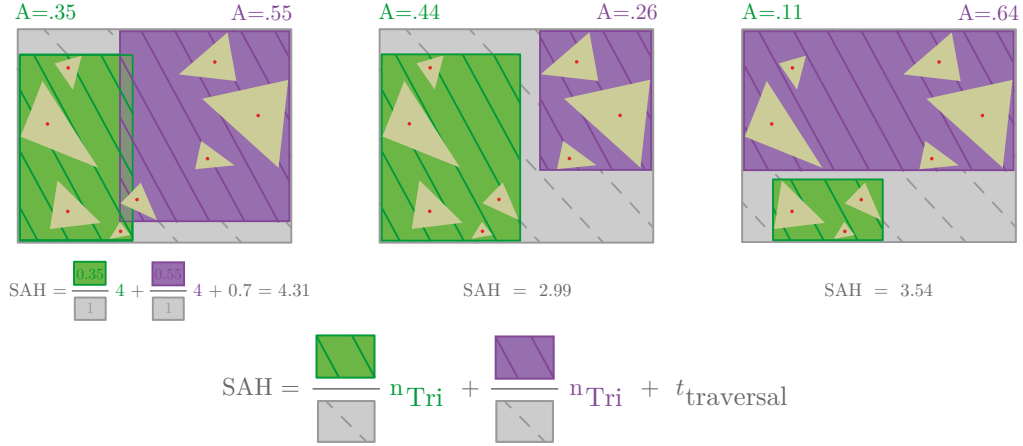 A=.35 A=.55 A=.44 A=.26 A=.11 A=.64
SAH = 0.35/1 4 + 0.55/1 4 + 0.7 = 4.31
SAH = 2.99
SAH = 3.54
SAH = n_Tri + n_Tri + t_traversal